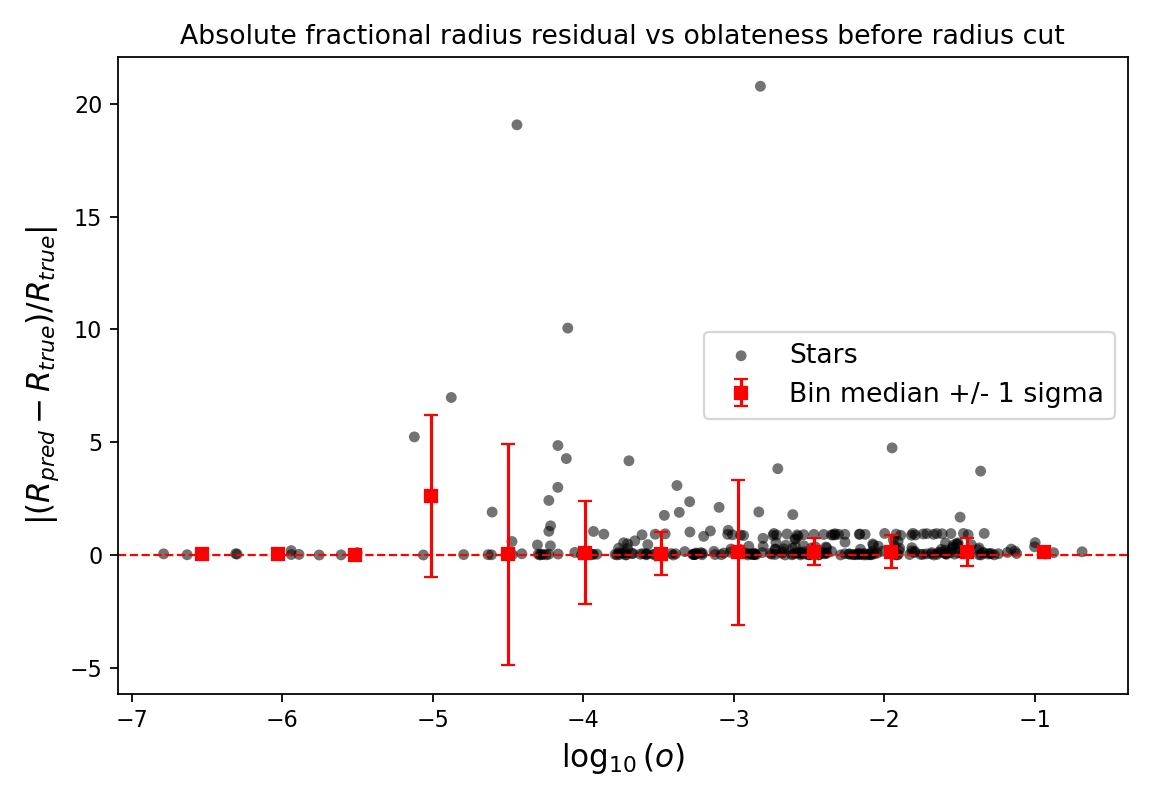 Absolute fractional radius residual vs oblateness before radius cut
|(R_pred − R_true)/R_true|
20
15
10
5
0
−5
Stars
Bin median +/- 1 sigma
−7 −6 −5 −4 −3 −2 −1
log₁₀ (o)